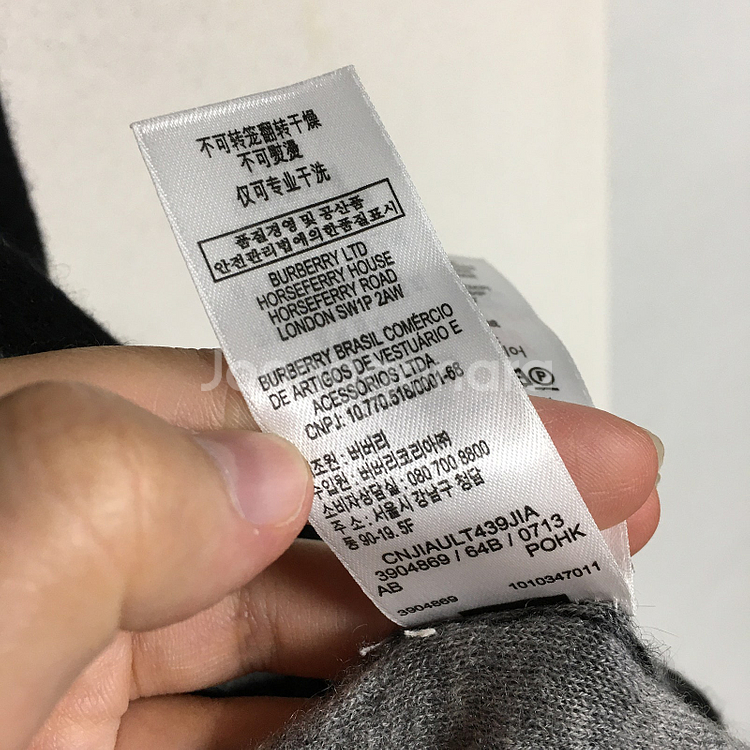 不可转笼翻转干燥
不可熨烫
仅可专业干洗
품질경영 및 공산품
안전관리법에의한품질표시
BURBERRY LTD
HORSEFERRY HOUSE
HORSEFERRY ROAD
LONDON SW1P 2AW
BURBERRY BRASIL COMÉRCIO
DE ARTIGOS DE VESTUÁRIO E
ACESSÓRIOS LTDA
CNPJ: 10.770.516/0001-66
조원 : 버버리
수입원 : 버버리코리아㈜
소비자상담실 : 080 700 8800
주 소 : 서울시 강남구 청담
동 90-19. 5F
CNJIAULT439JIA
3904869 / 64B / 0713
AB POHK
3904869 1010347011
어
P